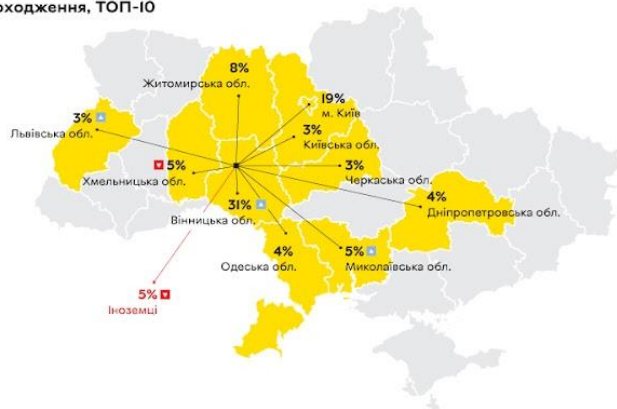 ходження, ТОП-10
8%
Житомирська обл.
19%
м. Київ
3%
Львівська обл.
3%
Київська обл.
5%
Хмельницька обл.
3%
Черкаська обл.
31%
Вінницька обл.
4%
Дніпропетровська обл.
4%
Одеська обл.
5%
Миколаївська обл.
5%
Іноземці